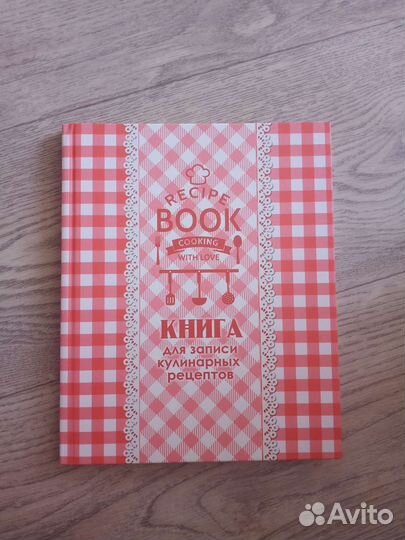 RECIPE
BOOK
COOKING
WITH LOVE
КНИГА
для записи
кулинарных
рецептов
Avito